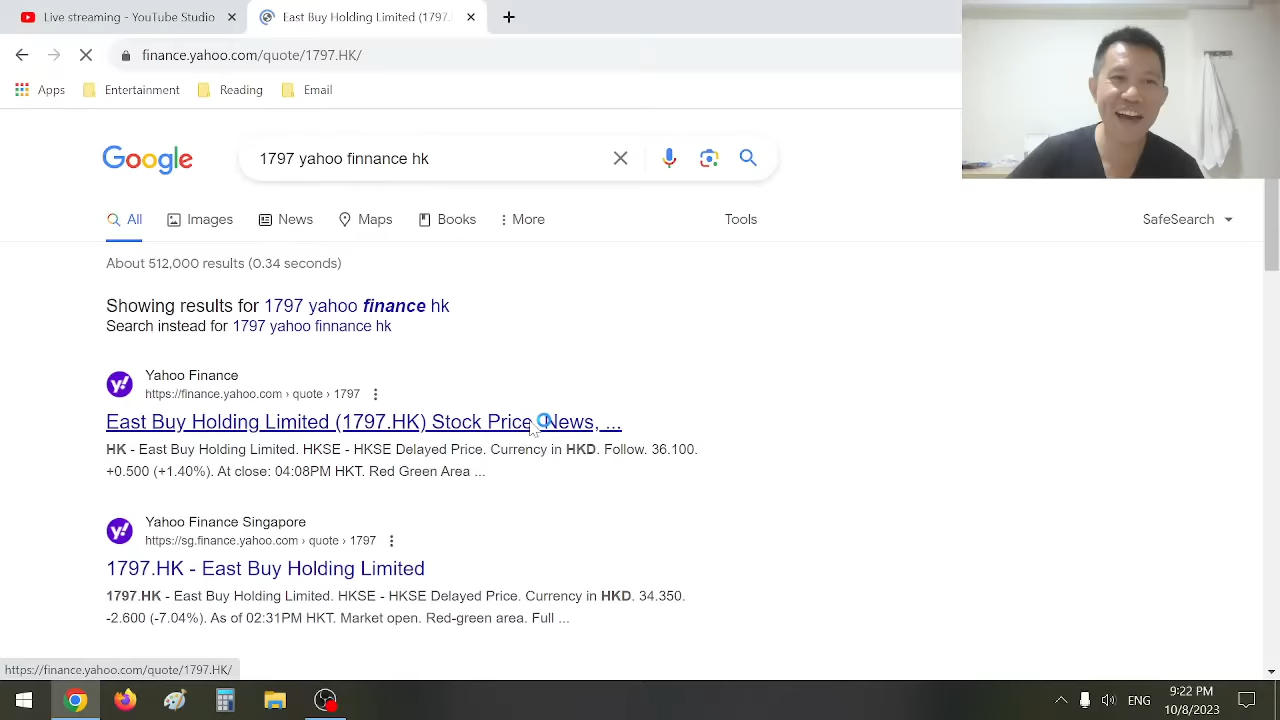 Live streaming - YouTube Studio
East Buy Holding Limited (1797.
finance.yahoo.com/quote/1797.HK/
Apps
Entertainment
Reading
Email
Google
1797 yahoo finnance hk
All
Images
News
Maps
Books
More
Tools
SafeSearch
About 512,000 results (0.34 seconds)
Showing results for 1797 yahoo finance hk
Search instead for 1797 yahoo finnance hk
y!
Yahoo Finance
https://finance.yahoo.com › quote › 1797
East Buy Holding Limited (1797.HK) Stock Price, News, ...
HK - East Buy Holding Limited. HKSE - HKSE Delayed Price. Currency in HKD. Follow. 36.100.
+0.500 (+1.40%). At close: 04:08PM HKT. Red Green Area ...
y!
Yahoo Finance Singapore
https://sg.finance.yahoo.com › quote › 1797
1797.HK - East Buy Holding Limited
1797.HK - East Buy Holding Limited. HKSE - HKSE Delayed Price. Currency in HKD. 34.350.
-2.600 (-7.04%). As of 02:31PM HKT. Market open. Red-green area. Full ...
https://finance.yahoo.com/quote/1797.HK/
ENG
9:22 PM
10/8/2023